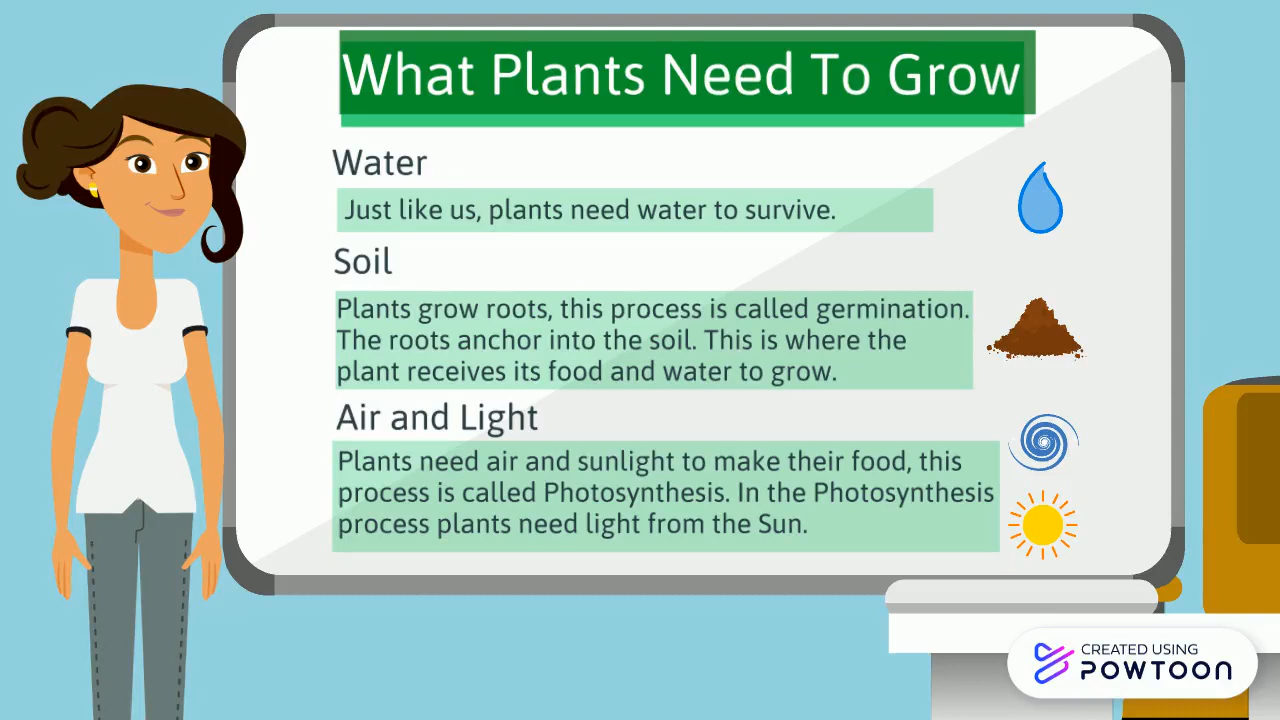 What Plants Need To Grow
Water
Just like us, plants need water to survive.
Soil
Plants grow roots, this process is called germination.
The roots anchor into the soil. This is where the
plant receives its food and water to grow.
Air and Light
Plants need air and sunlight to make their food, this
process is called Photosynthesis. In the Photosynthesis
process plants need light from the Sun.
CREATED USING
POWTOON